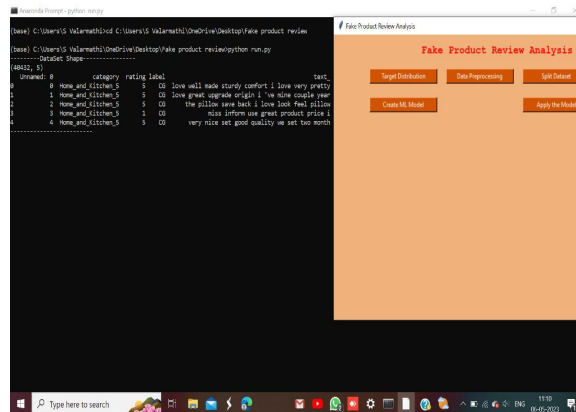 Anaconda Prompt - python run.py
(base) C:\Users\S Valarmathi>cd C:\Users\S Valarmathi\OneDrive\Desktop\Fake product review
(base) C:\Users\S Valarmathi\OneDrive\Desktop\Fake product review>python run.py
---------DataSet Shape---------------
(40432, 5)
Unnamed: 0 category rating label text_
0 0 Home_and_Kitchen_5 5 CG love well made sturdy comfort i love very pretty
1 1 Home_and_Kitchen_5 5 CG love great upgrade origin i 've mine couple year
2 2 Home_and_Kitchen_5 5 CG the pillow save back i love look feel pillow
3 3 Home_and_Kitchen_5 1 CG miss inform use great product price i
4 4 Home_and_Kitchen_5 5 CG very nice set good quality we set two month
------------------------
Fake Product Review Analysis
Fake Product Review Analysis
Target Distribution
Data Preprocessing
Split Dataset
Create ML Model
Apply the Model
Type here to search
ENG
11:10
06-05-2023